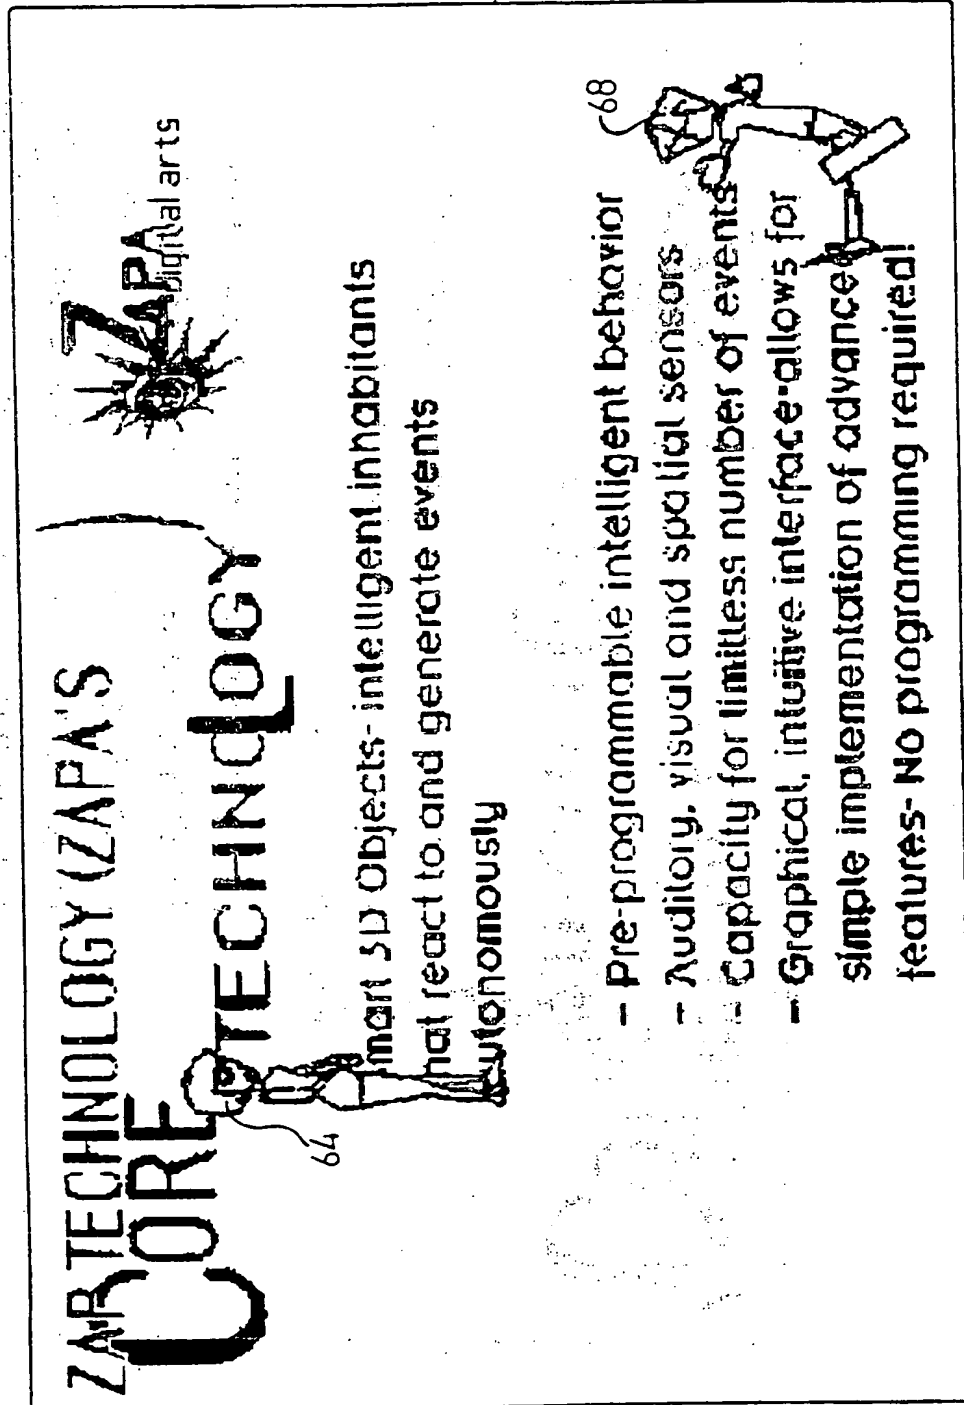 ZAP TECHNOLOGY (ZAPA'S
CORE TECHNOLOGY)
ZAPA
Digital arts
mart 3D Objects- intelligent inhabitants
hat react to and generate events
autonomously
64
68
– Pre-programmable intelligent behavior
– Auditory, visual and spatial sensors
– Capacity for limitless number of events
– Graphical, intuitive interface-allows for
simple implementation of advance
features- No programming required!